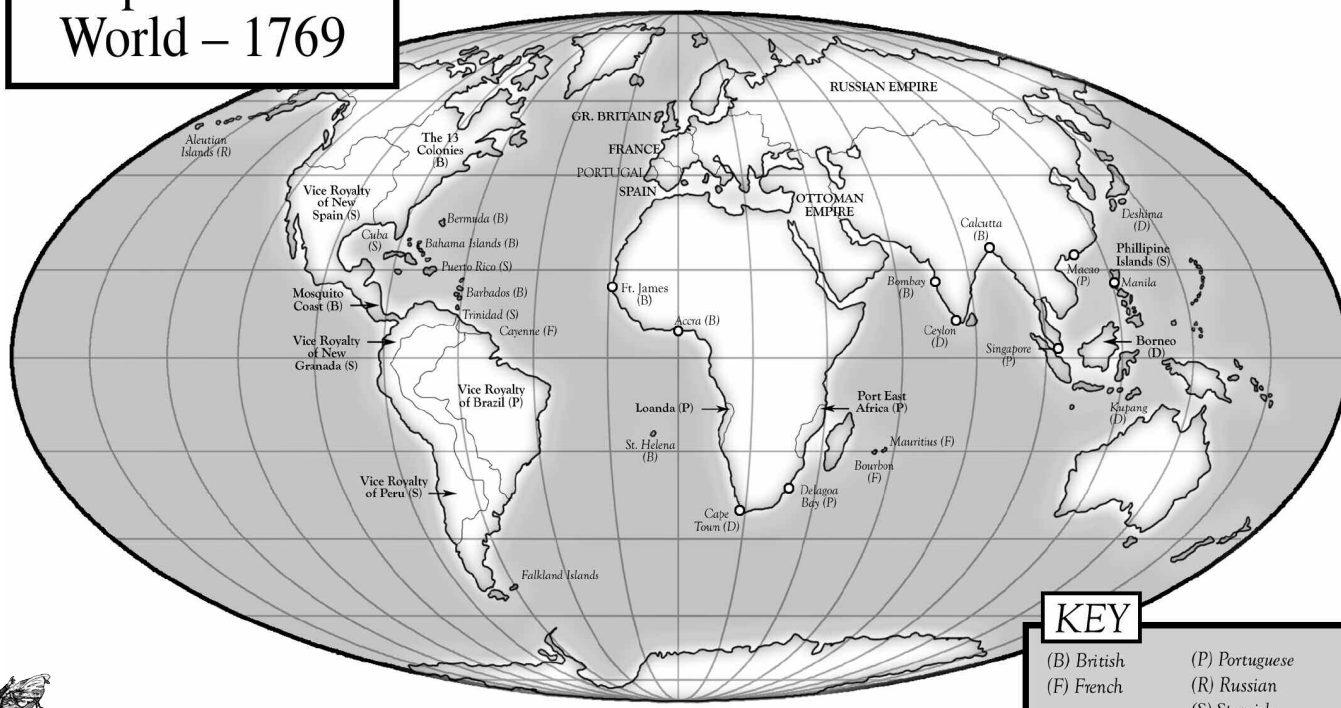 World – 1769
RUSSIAN EMPIRE
GR. BRITAIN
FRANCE
PORTUGAL
SPAIN
OTTOMAN
EMPIRE
Aleutian
Islands (R)
The 13
Colonies
(B)
Vice Royalty
of New
Spain (S)
Bermuda (B)
Cuba
(S)
Bahama Islands (B)
Puerto Rico (S)
Mosquito
Coast (B)
Barbados (B)
Trinidad (S)
Cayenne (F)
Vice Royalty
of New
Granada (S)
Vice Royalty
of Brazil (P)
Vice Royalty
of Peru (S)
Falkland Islands
Ft. James
(B)
Accra (B)
Loanda (P)
St. Helena
(B)
Port East
Africa (P)
Mauritius (F)
Bourbon
(F)
Delagoa
Bay (P)
Cape
Town (D)
Calcutta
(B)
Bombay
(B)
Ceylon
(D)
Deshima
(D)
Macao
(P)
Phillipine
Islands (S)
Manila
Singapore
(P)
Borneo
(D)
Kupang
(D)
KEY
(B) British
(F) French
(P) Portuguese
(R) Russian